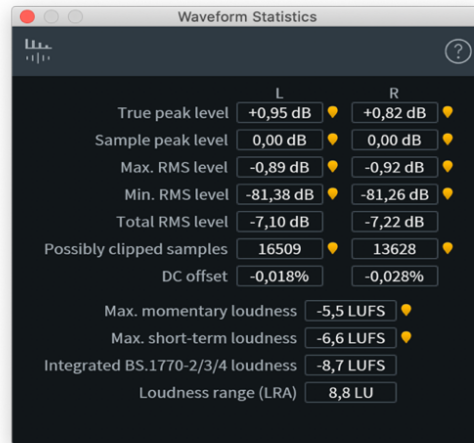 Waveform Statistics
?
L R
True peak level +0,95 dB +0,82 dB
Sample peak level 0,00 dB 0,00 dB
Max. RMS level -0,89 dB -0,92 dB
Min. RMS level -81,38 dB -81,26 dB
Total RMS level -7,10 dB -7,22 dB
Possibly clipped samples 16509 13628
DC offset -0,018% -0,028%
Max. momentary loudness -5,5 LUFS
Max. short-term loudness -6,6 LUFS
Integrated BS.1770-2/3/4 loudness -8,7 LUFS
Loudness range (LRA) 8,8 LU